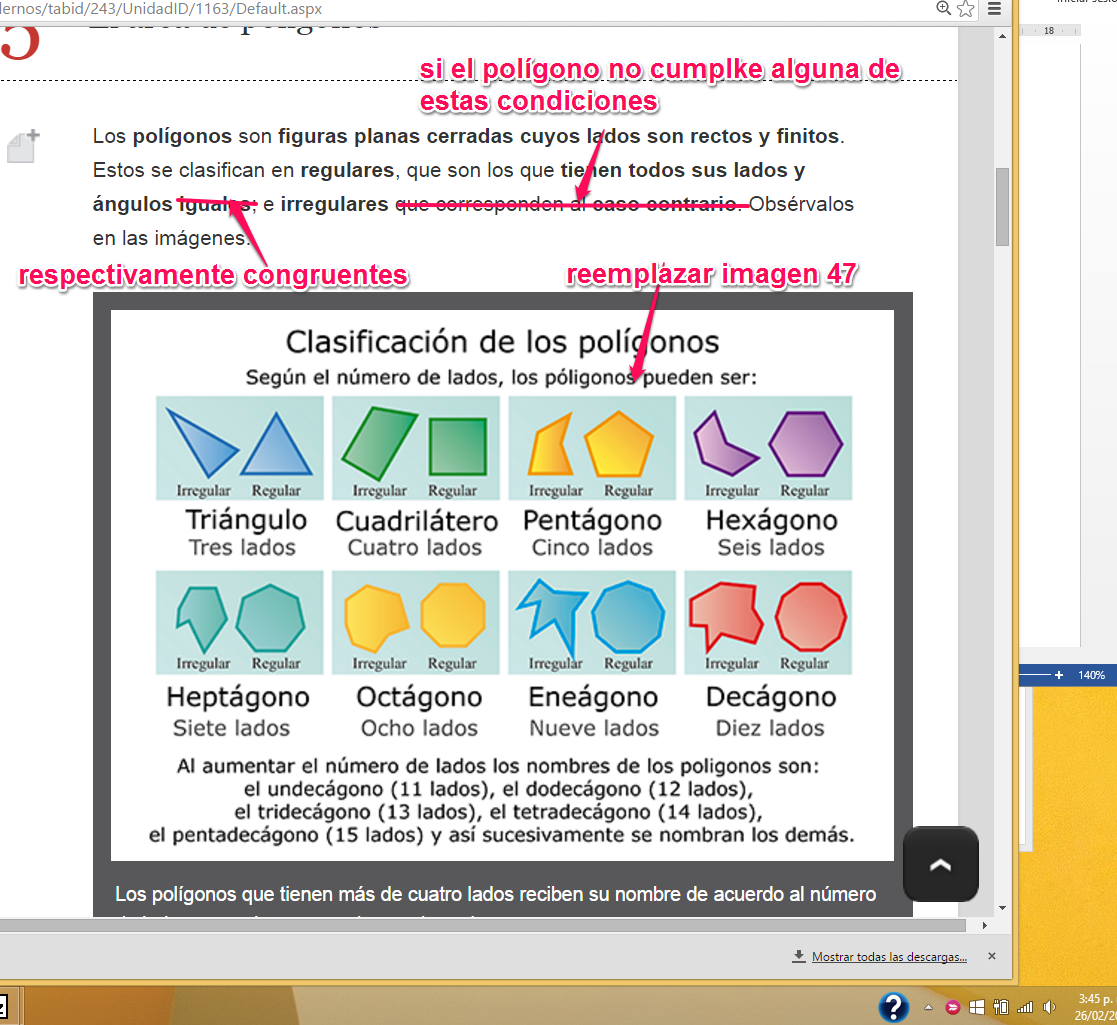 dernos/tabid/243/UnidadID/1163/Default.aspx
18
5
si el polígono no cumplke alguna de
estas condiciones
Los polígonos son figuras planas cerradas cuyos lados son rectos y finitos.
Estos se clasifican en regulares, que son los que tienen todos sus lados y
ángulos iguales, e irregulares que corresponden al caso contrario. Obsérvalos
en las imágenes.
respectivamente congruentes
reemplazar imagen 47
Clasificación de los polígonos
Según el número de lados, los póligonos pueden ser:
Irregular Regular Irregular Regular Irregular Regular Irregular Regular
Triángulo Cuadrilátero Pentágono Hexágono
Tres lados Cuatro lados Cinco lados Seis lados
Irregular Regular Irregular Regular Irregular Regular Irregular Regular
Heptágono Octágono Eneágono Decágono
Siete lados Ocho lados Nueve lados Diez lados
Al aumentar el número de lados los nombres de los poligonos son:
el undecágono (11 lados), el dodecágono (12 lados),
el tridecágono (13 lados), el tetradecágono (14 lados),
el pentadecágono (15 lados) y así sucesivamente se nombran los demás.
Los polígonos que tienen más de cuatro lados reciben su nombre de acuerdo al número
140%
Mostrar todas las descargas...
3:45 p.
26/02/2